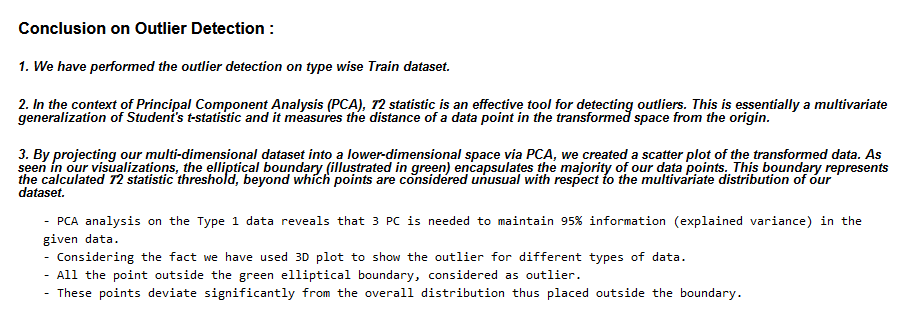 Conclusion on Outlier Detection :
1. We have performed the outlier detection on type wise Train dataset.
2. In the context of Principal Component Analysis (PCA), T2 statistic is an effective tool for detecting outliers. This is essentially a multivariate
generalization of Student's t-statistic and it measures the distance of a data point in the transformed space from the origin.
3. By projecting our multi-dimensional dataset into a lower-dimensional space via PCA, we created a scatter plot of the transformed data. As
seen in our visualizations, the elliptical boundary (illustrated in green) encapsulates the majority of our data points. This boundary represents
the calculated T2 statistic threshold, beyond which points are considered unusual with respect to the multivariate distribution of our
dataset.
- PCA analysis on the Type 1 data reveals that 3 PC is needed to maintain 95% information (explained variance) in the
given data.
- Considering the fact we have used 3D plot to show the outlier for different types of data.
- All the point outside the green elliptical boundary, considered as outlier.
- These points deviate significantly from the overall distribution thus placed outside the boundary.